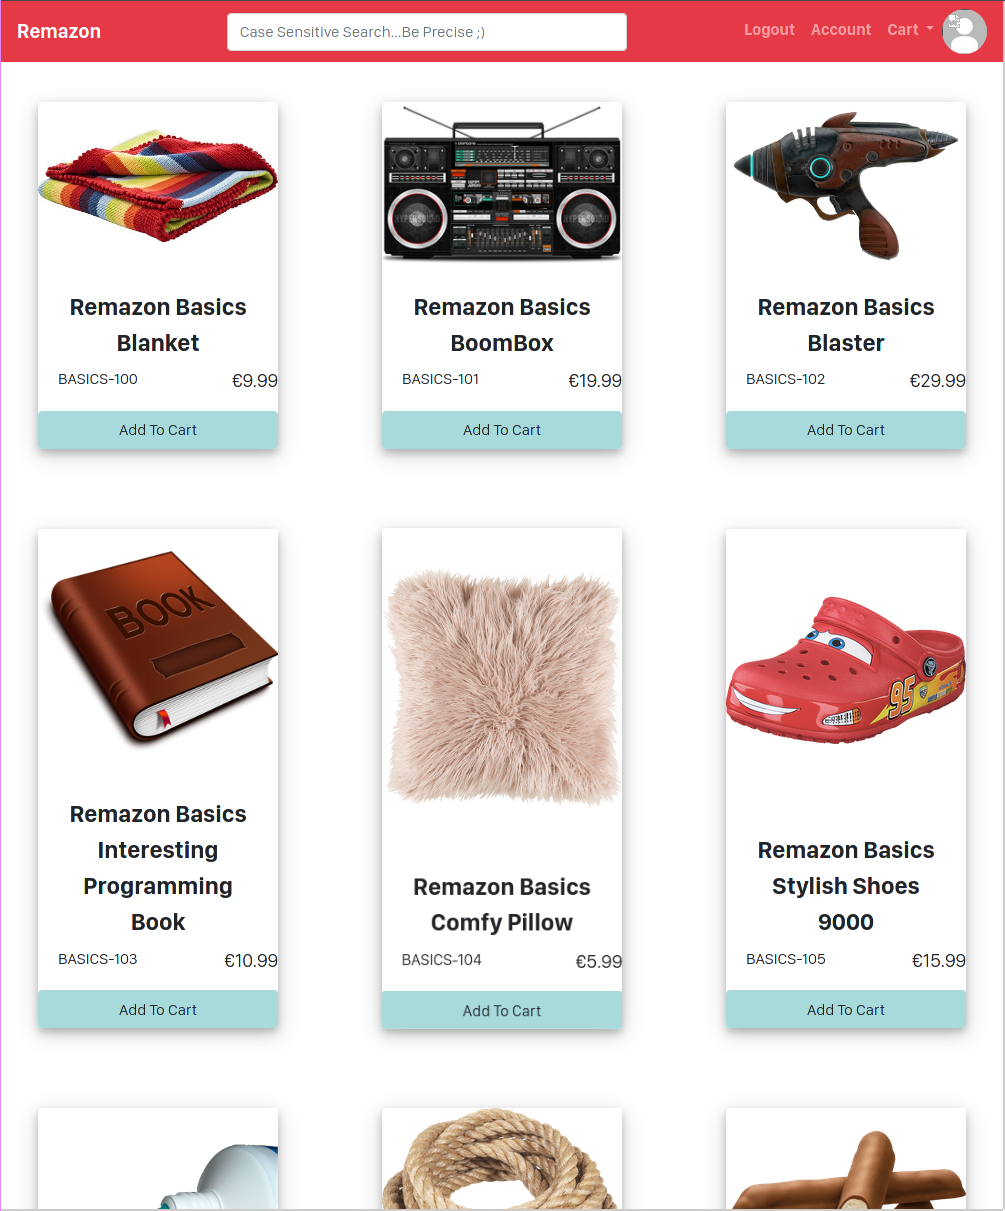 Remazon
Case Sensitive Search...Be Precise ;)
Logout Account Cart
HYPERSOUND
Remazon Basics
Blanket
BASICS-100 €9.99
Add To Cart
Remazon Basics
BoomBox
BASICS-101 €19.99
Add To Cart
Remazon Basics
Blaster
BASICS-102 €29.99
Add To Cart
BOOK
Remazon Basics
Interesting
Programming
Book
BASICS-103 €10.99
Add To Cart
Remazon Basics
Comfy Pillow
BASICS-104 €5.99
Add To Cart
95
Remazon Basics
Stylish Shoes
9000
BASICS-105 €15.99
Add To Cart